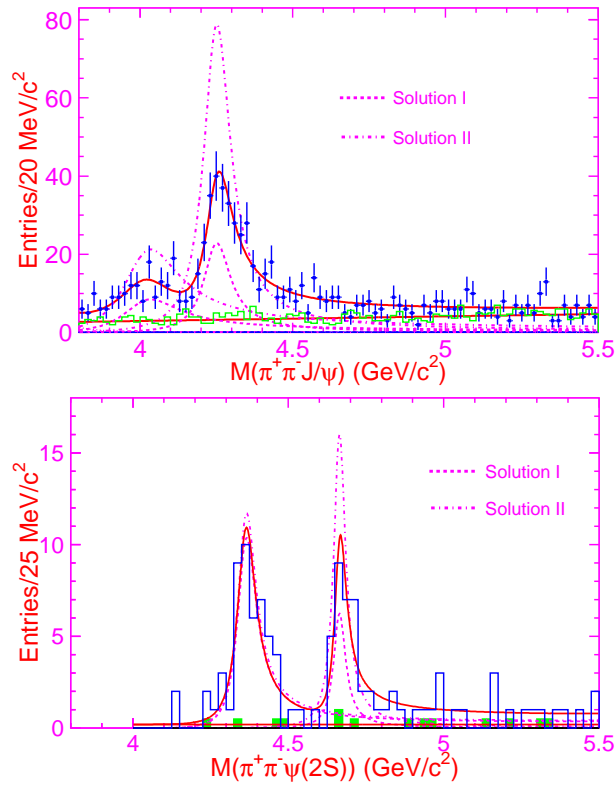 80
60
40
20
0
Entries/20 MeV/c²
Solution I
Solution II
4
4.5
5
5.5
M(π⁺π⁻J/ψ) (GeV/c²)
15
10
5
0
Entries/25 MeV/c²
Solution I
Solution II
4
4.5
5
5.5
M(π⁺π⁻ψ(2S)) (GeV/c²)